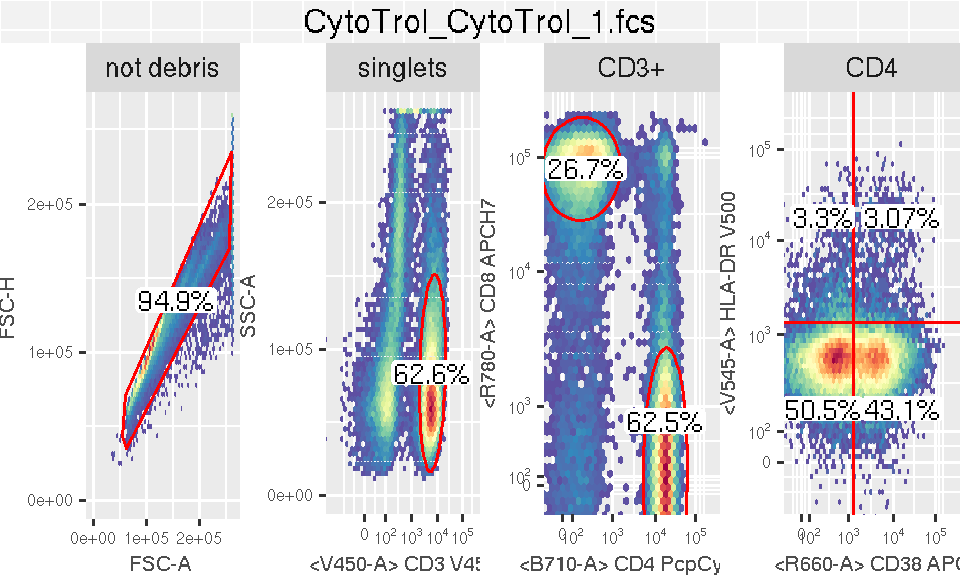 CytoTrol_CytoTrol_1.fcs
not debris
singlets
CD3+
CD4
FSC-H
2e+05
1e+05
0e+00
94.9%
0e+00 1e+05 2e+05
FSC-A
SSC-A
2e+05
1e+05
0e+00
62.6%
0 10² 10³ 10⁴ 10⁵
<V450-A> CD3 V45
<R780-A> CD8 APCH7
10⁵
10⁴
10³
10²
0
26.7%
62.5%
0 10² 10³ 10⁴ 10⁵
<B710-A> CD4 PcpCy
<V545-A> HLA-DR V500
10⁵
10⁴
10³
10²
0
3.3% 3.07%
50.5% 43.1%
0 10² 10³ 10⁴ 10⁵
<R660-A> CD38 APC